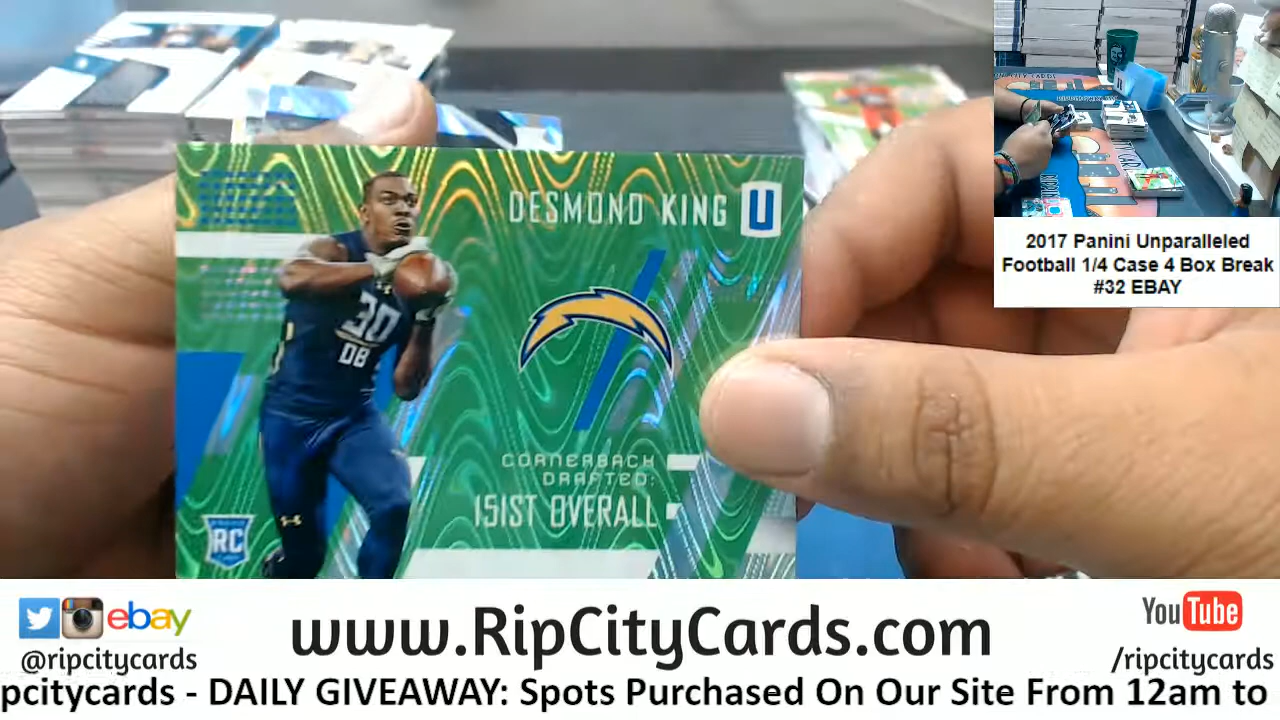 DESMOND KING U
30
DB
CORNERBACK
DRAFTED:
151ST OVERALL
RC
2017 Panini Unparalleled
Football 1/4 Case 4 Box Break
#32 EBAY
ebay
@ripcitycards
www.RipCityCards.com
YouTube
/ripcitycards
pcitycards - DAILY GIVEAWAY: Spots Purchased On Our Site From 12am to